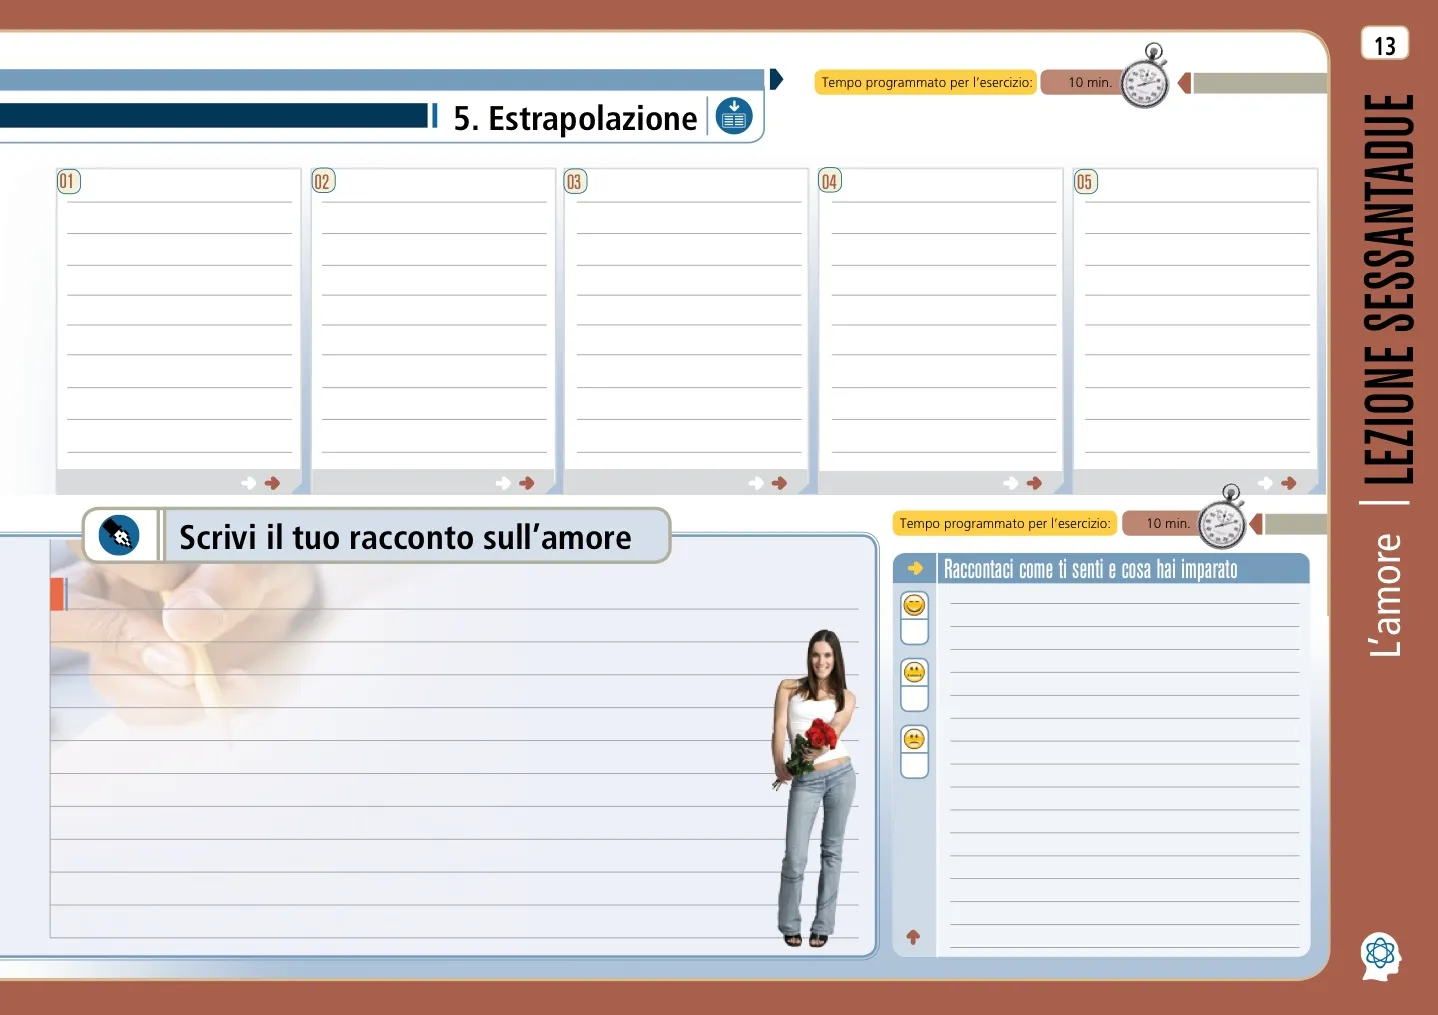 13
Tempo programmato per l'esercizio: 10 min.
5. Estrapolazione
01
02
03
04
05
LEZIONE SESSANTADUE
L'amore
Scrivi il tuo racconto sull'amore
Tempo programmato per l'esercizio: 10 min.
Raccontaci come ti senti e cosa hai imparato